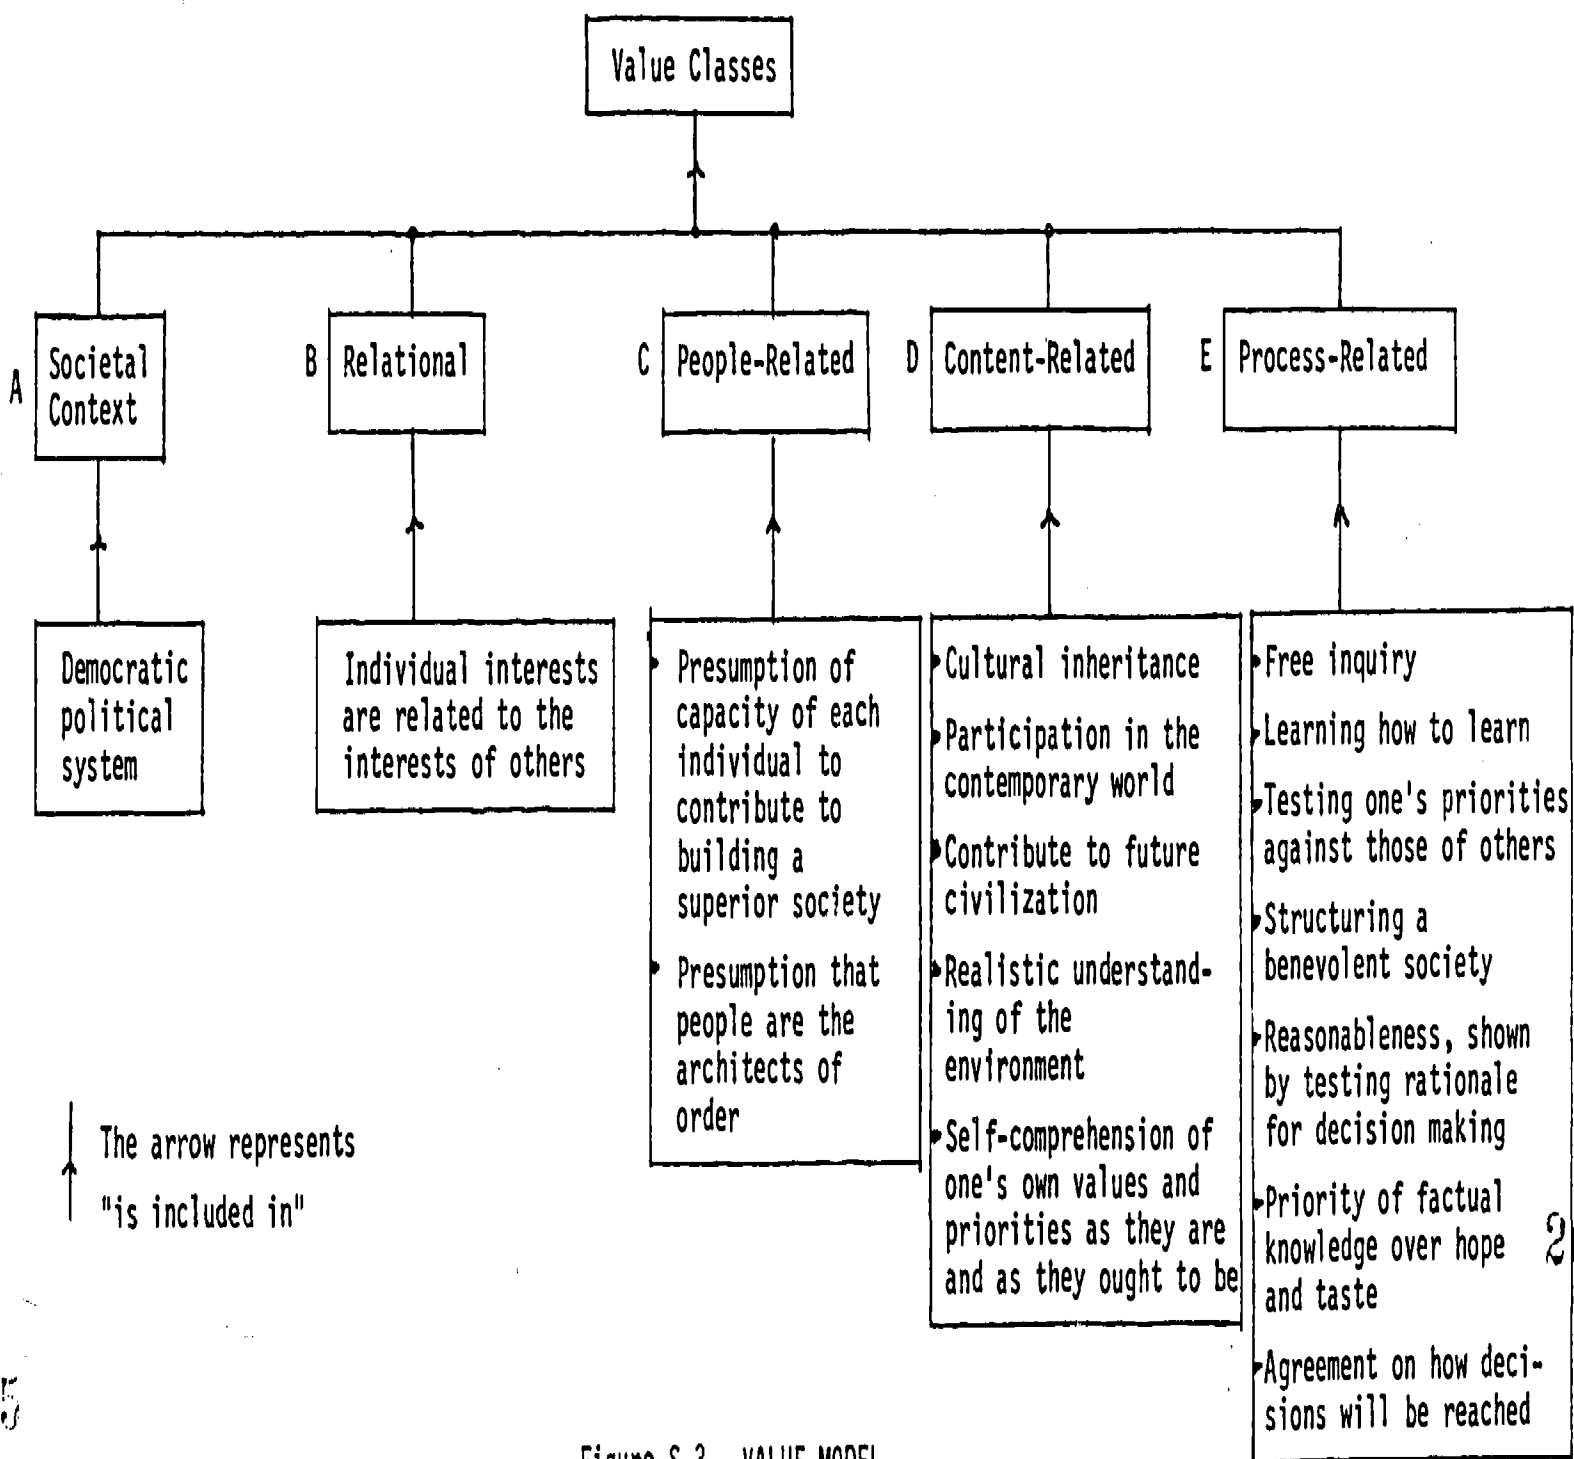 Value Classes
A
Societal
Context
B
Relational
C
People-Related
D
Content-Related
E
Process-Related
Democratic
political
system
Individual interests
are related to the
interests of others
Presumption of
capacity of each
individual to
contribute to
building a
superior society
Presumption that
people are the
architects of
order
Cultural inheritance
Participation in the
contemporary world
Contribute to future
civilization
Realistic understand-
ing of the
environment
Self-comprehension of
one's own values and
priorities as they are
and as they ought to be
Free inquiry
Learning how to learn
Testing one's priorities
against those of others
Structuring a
benevolent society
Reasonableness, shown
by testing rationale
for decision making
Priority of factual
knowledge over hope
and taste
Agreement on how deci-
sions will be reached
The arrow represents
"is included in"
2
5
Figure S-3 VALUE MODEL